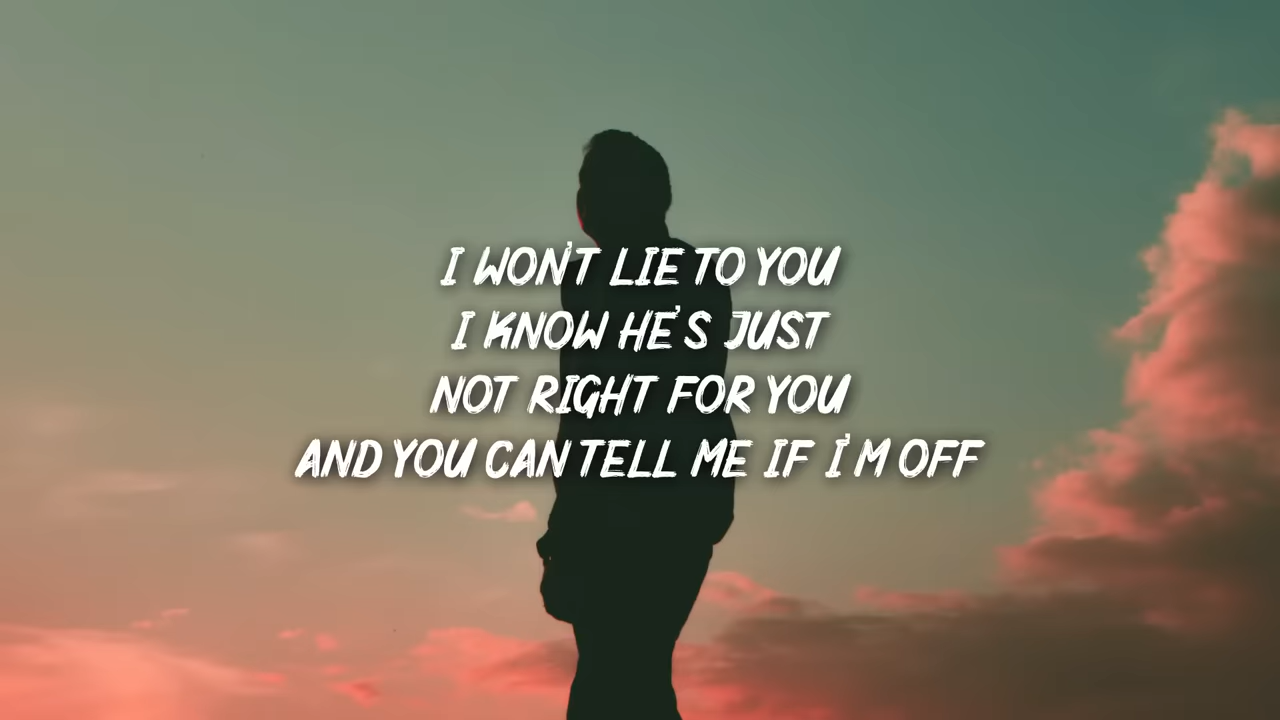 I WON'T LIE TO YOU
I KNOW HE'S JUST
NOT RIGHT FOR YOU
AND YOU CAN TELL ME IF I'M OFF